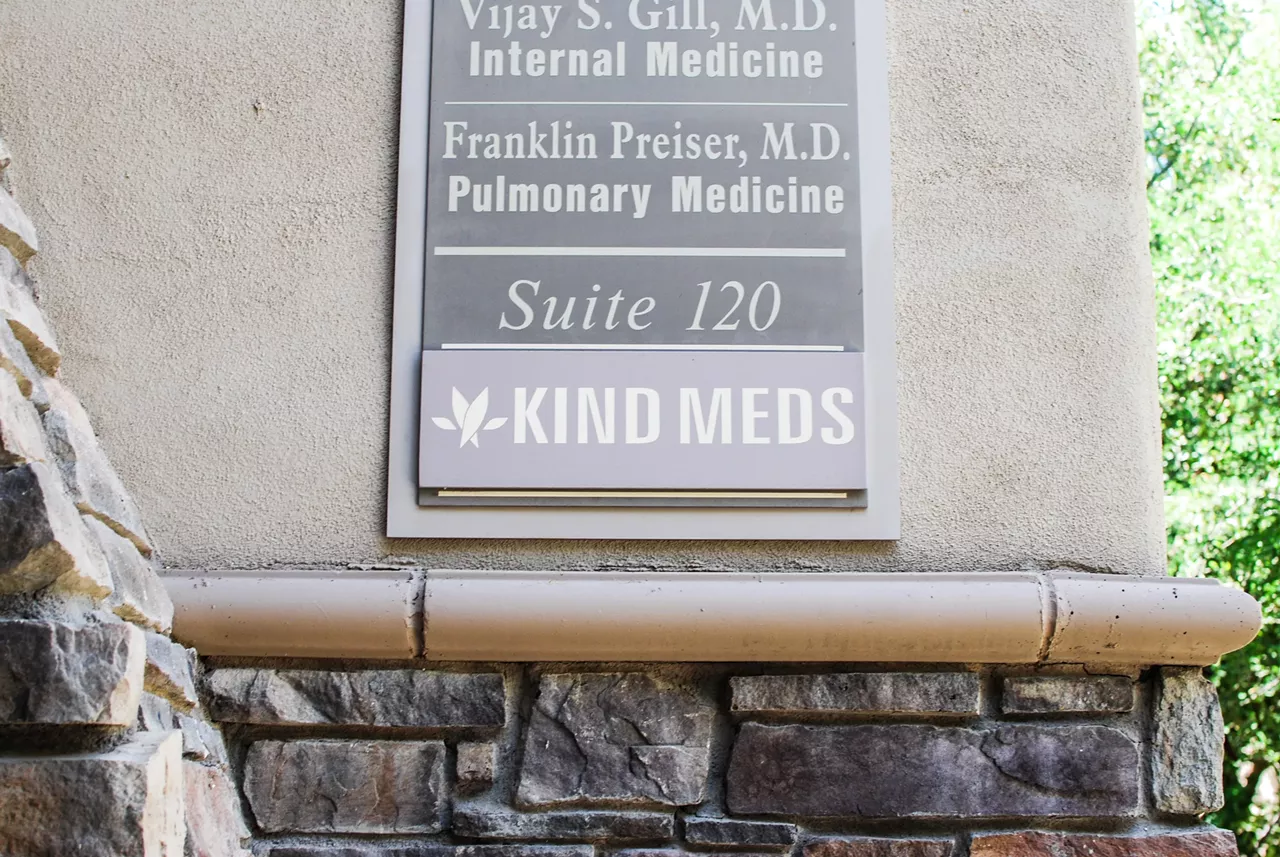 Vijay S. Gill, M.D.
Internal Medicine
Franklin Preiser, M.D.
Pulmonary Medicine
Suite 120
KIND MEDS